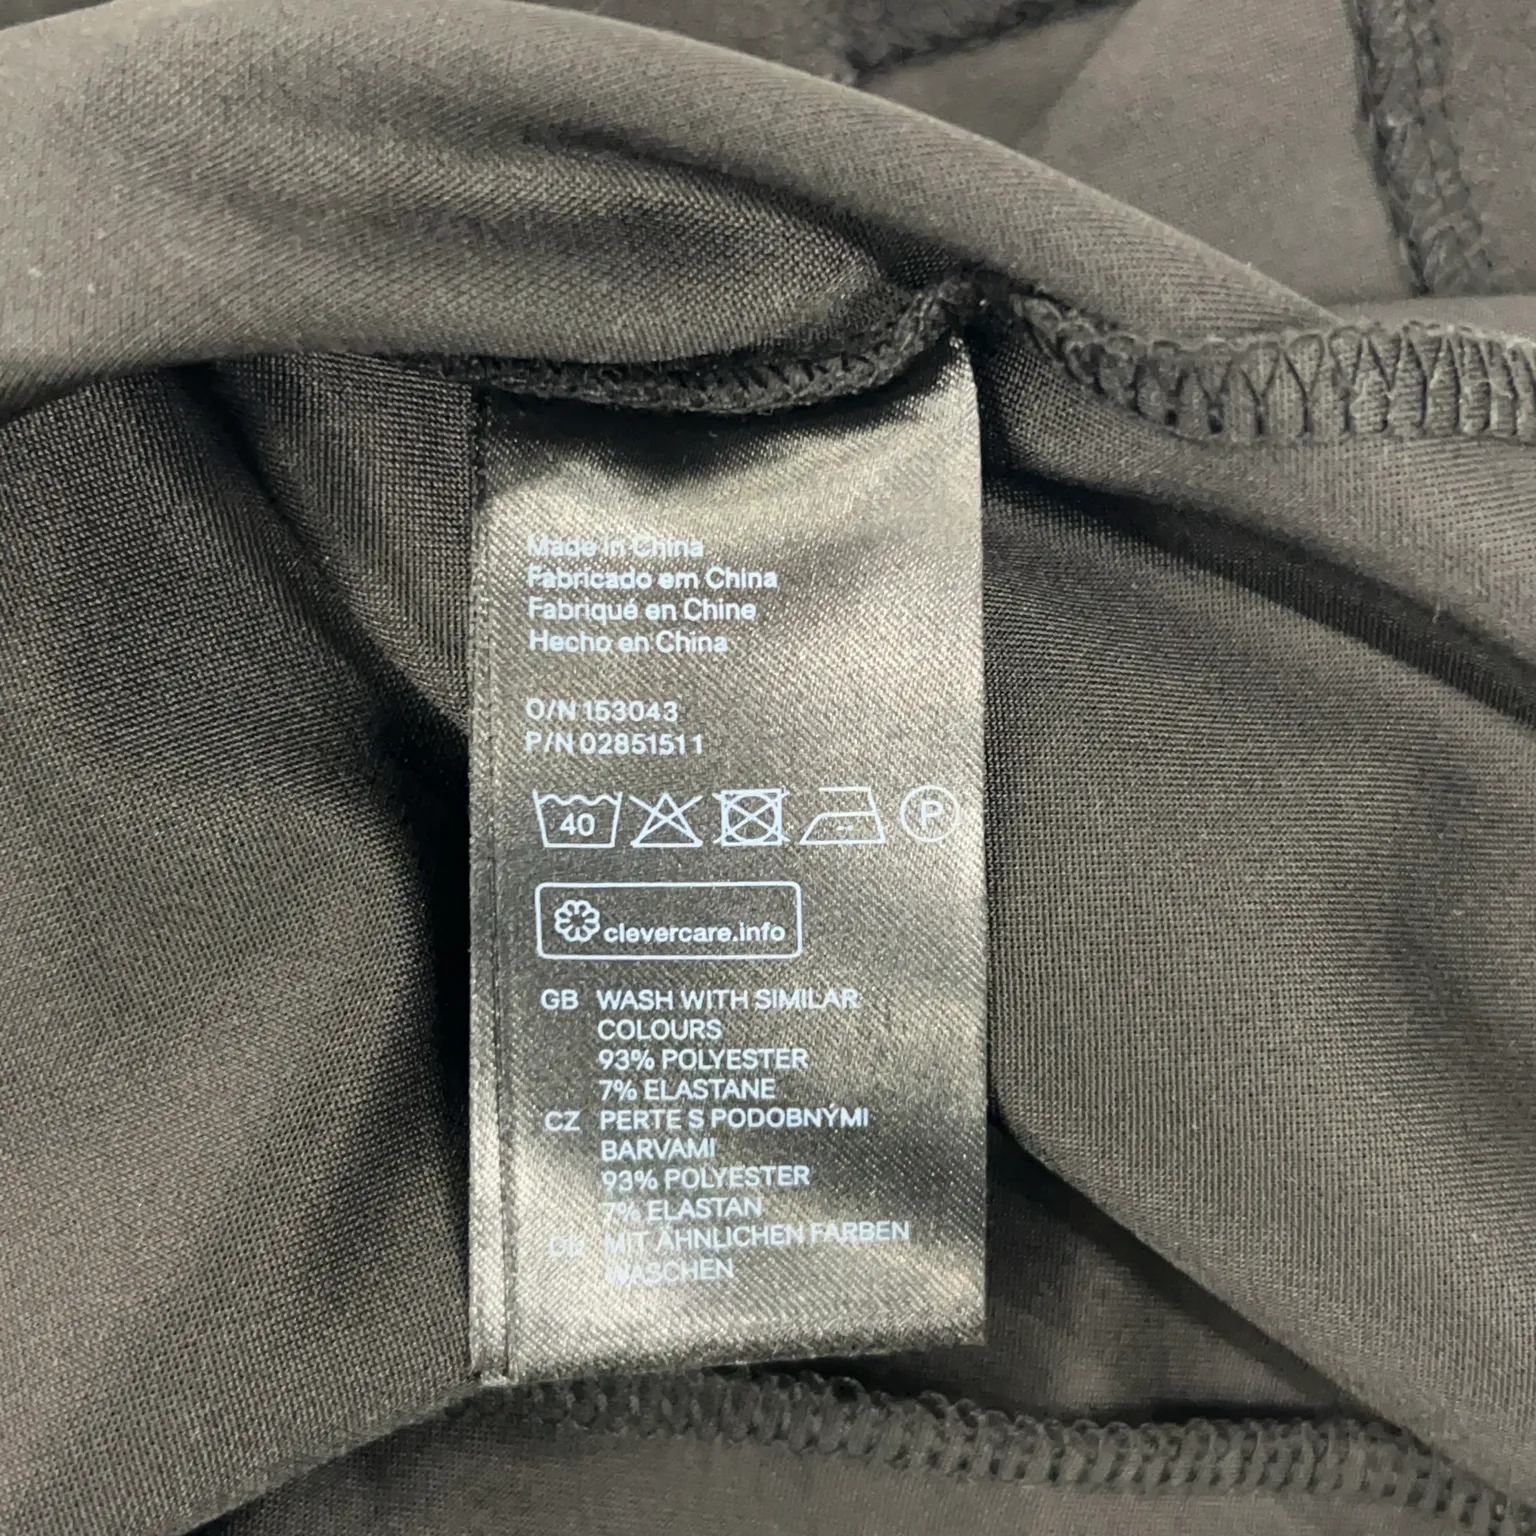 Made in China
Fabricado em China
Fabriqué en Chine
Hecho en China
O/N 153043
P/N 02851511
40 P
clevercare.info
GB WASH WITH SIMILAR
COLOURS
93% POLYESTER
7% ELASTANE
CZ PERTE S PODOBNÝMI
BARVAMI
93% POLYESTER
7% ELASTAN
MIT ÄHNLICHEN FARBEN
WASCHEN